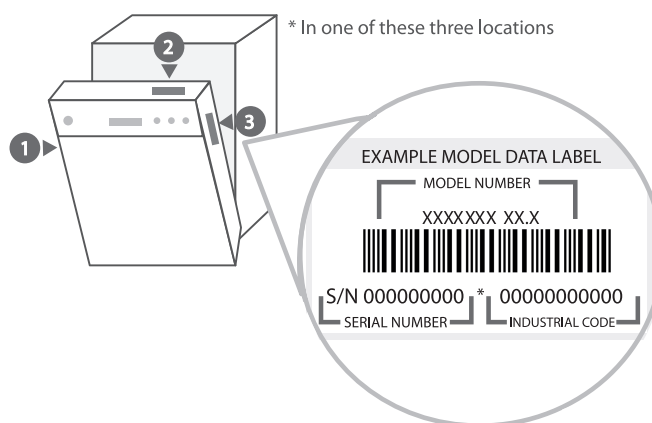 * In one of these three locations
2
3
1
EXAMPLE MODEL DATA LABEL
MODEL NUMBER
XXXXXXX XX.X
S/N 000000000 * 00000000000
SERIAL NUMBER INDUSTRIAL CODE